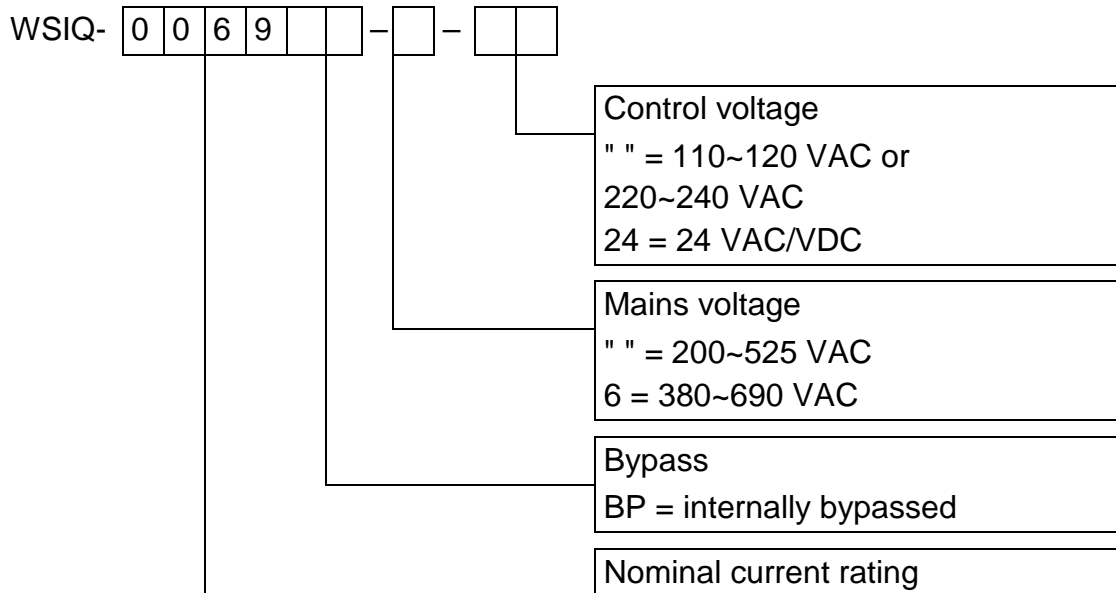 WSIQ- 0 0 6 9 – –
Control voltage
" " = 110~120 VAC or
220~240 VAC
24 = 24 VAC/VDC
Mains voltage
" " = 200~525 VAC
6 = 380~690 VAC
Bypass
BP = internally bypassed
Nominal current rating